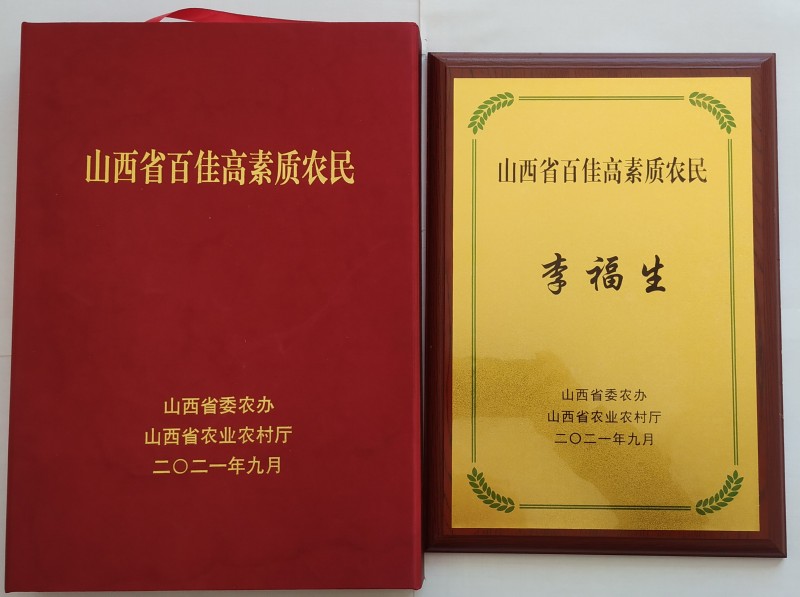 山西省百佳高素质农民
山西省委农办
山西省农业农村厅
二〇二一年九月
山西省百佳高素质农民
李福生
山西省委农办
山西省农业农村厅
二〇二一年九月